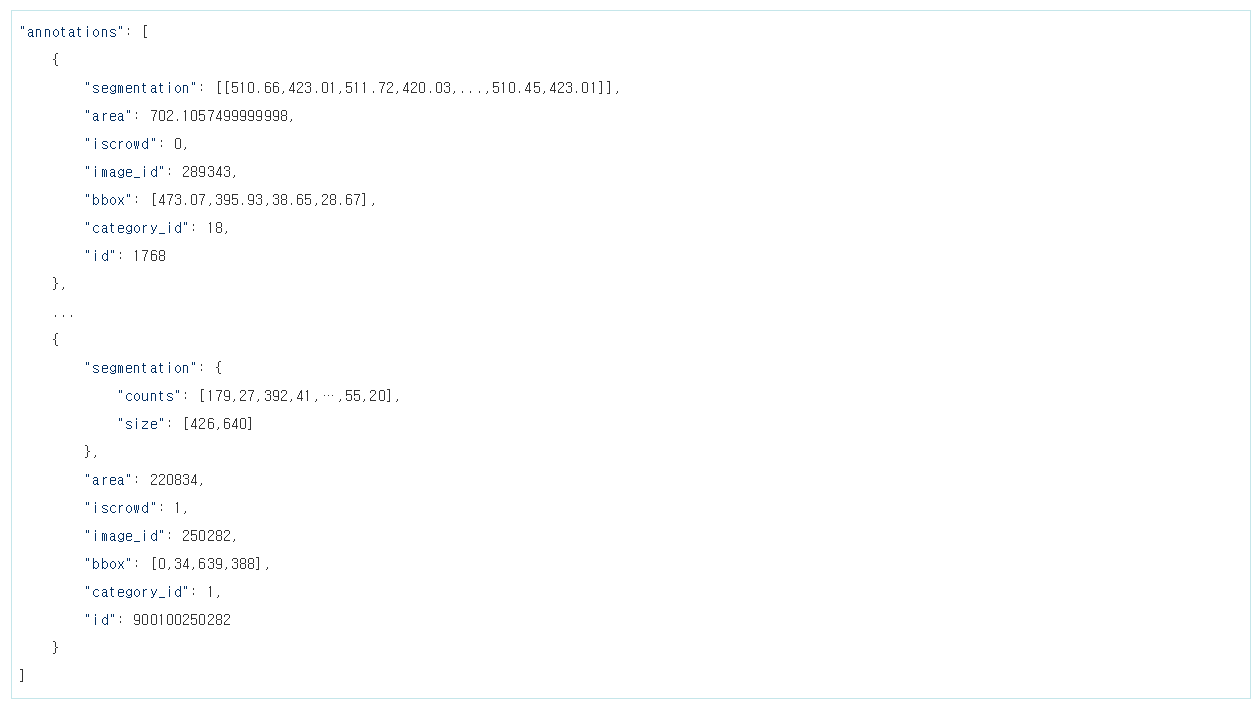 "annotations": [
{
"segmentation": [[510.66,423.01,511.72,420.03,...,510.45,423.01]],
"area": 702.1057499999998,
"iscrowd": 0,
"image_id": 289343,
"bbox": [473.07,395.93,38.65,28.67],
"category_id": 18,
"id": 1768
},
...
{
"segmentation": {
"counts": [179,27,392,41,…,55,20],
"size": [426,640]
},
"area": 220834,
"iscrowd": 1,
"image_id": 250282,
"bbox": [0,34,639,388],
"category_id": 1,
"id": 900100250282
}
]